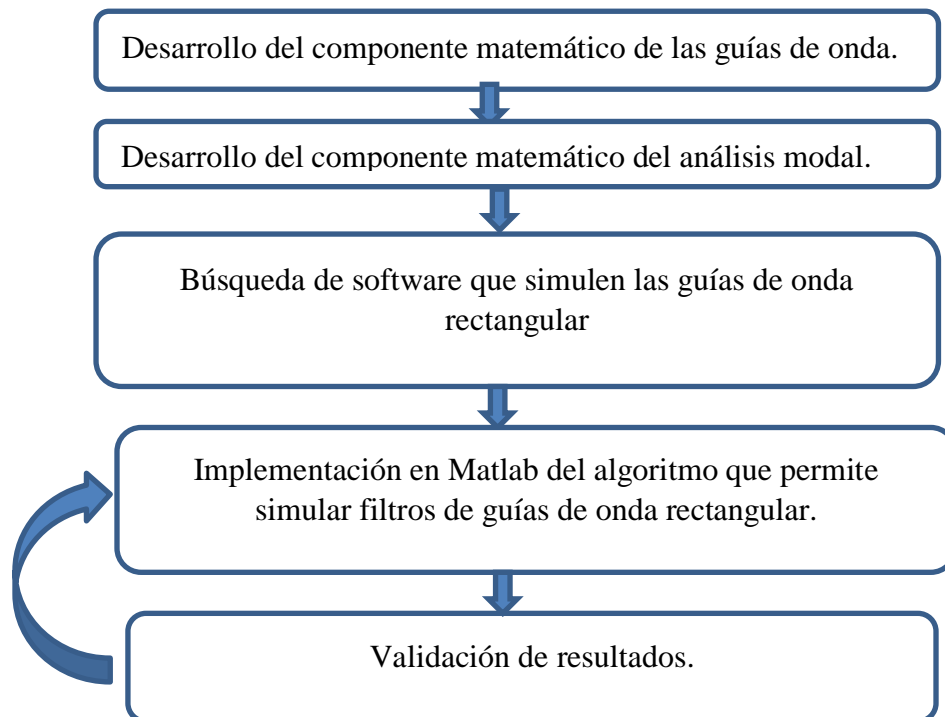 Desarrollo del componente matemático de las guías de onda.
Desarrollo del componente matemático del análisis modal.
Búsqueda de software que simulen las guías de onda
rectangular
Implementación en Matlab del algoritmo que permite
simular filtros de guías de onda rectangular.
Validación de resultados.